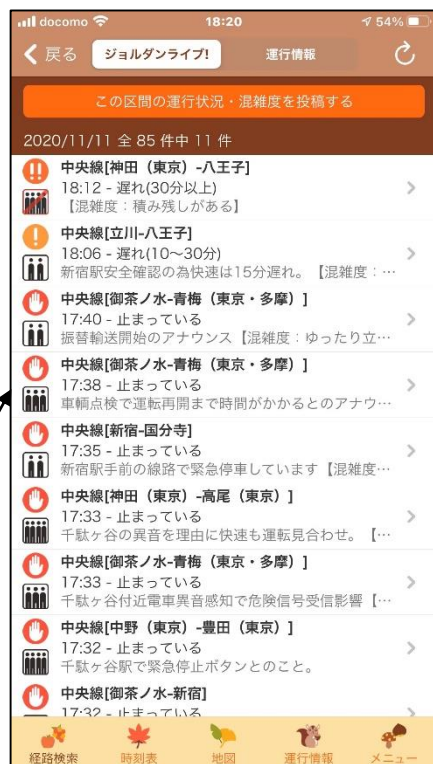 docomo 18:20 54%
戻る ジョルダンライブ! 運行情報
この区間の運行状況・混雑度を投稿する
2020/11/11 全 85 件中 11 件
中央線[神田（東京）-八王子]
18:12 - 遅れ(30分以上)
【混雑度：積み残しがある】
中央線[立川-八王子]
18:06 - 遅れ(10～30分)
新宿駅安全確認の為快速は15分遅れ。【混雑度：…
中央線[御茶ノ水-青梅（東京・多摩）]
17:40 - 止まっている
振替輸送開始のアナウンス【混雑度：ゆったり立…
中央線[御茶ノ水-青梅（東京・多摩）]
17:38 - 止まっている
車輌点検で運転再開まで時間がかかるとのアナウ…
中央線[新宿-国分寺]
17:35 - 止まっている
新宿駅手前の線路で緊急停車しています【混雑度…
中央線[神田（東京）-高尾（東京）]
17:33 - 止まっている
千駄ヶ谷の異音を理由に快速も運転見合わせ。【…
中央線[御茶ノ水-青梅（東京・多摩）]
17:33 - 止まっている
千駄ヶ谷付近電車異音感知で危険信号受信影響【…
中央線[中野（東京）-豊田（東京）]
17:32 - 止まっている
千駄ヶ谷駅で緊急停止ボタンとのこと。
中央線[御茶ノ水-新宿]
17:32 - 止まっている
経路検索 時刻表 地図 運行情報 メニュー